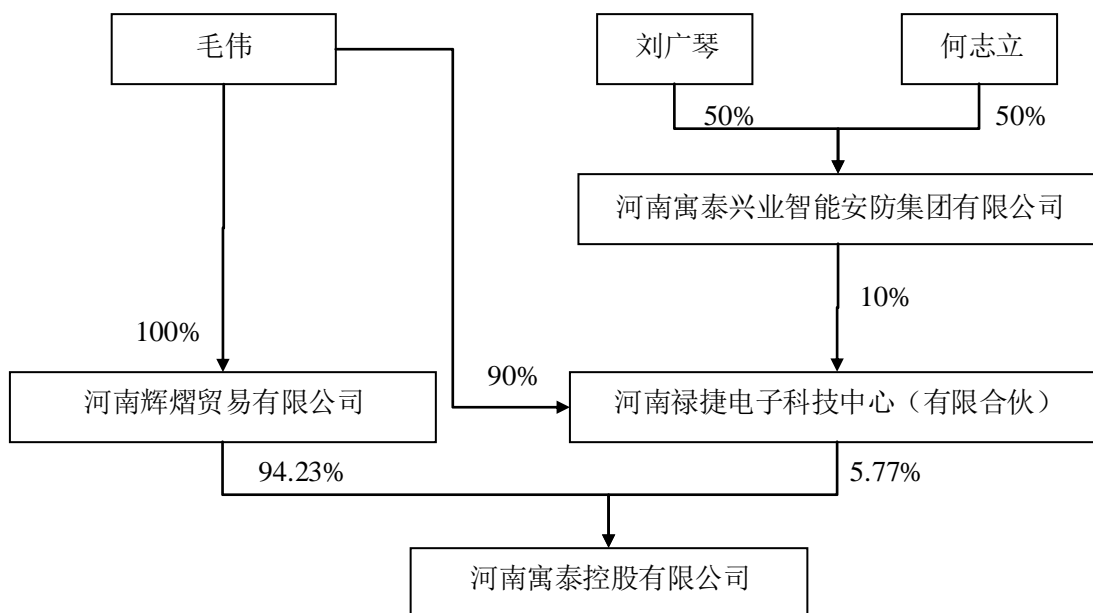 毛伟
刘广琴
何志立
50%
50%
河南寓泰兴业智能安防集团有限公司
10%
100%
90%
河南辉熠贸易有限公司
河南禄捷电子科技中心（有限合伙）
94.23%
5.77%
河南寓泰控股有限公司